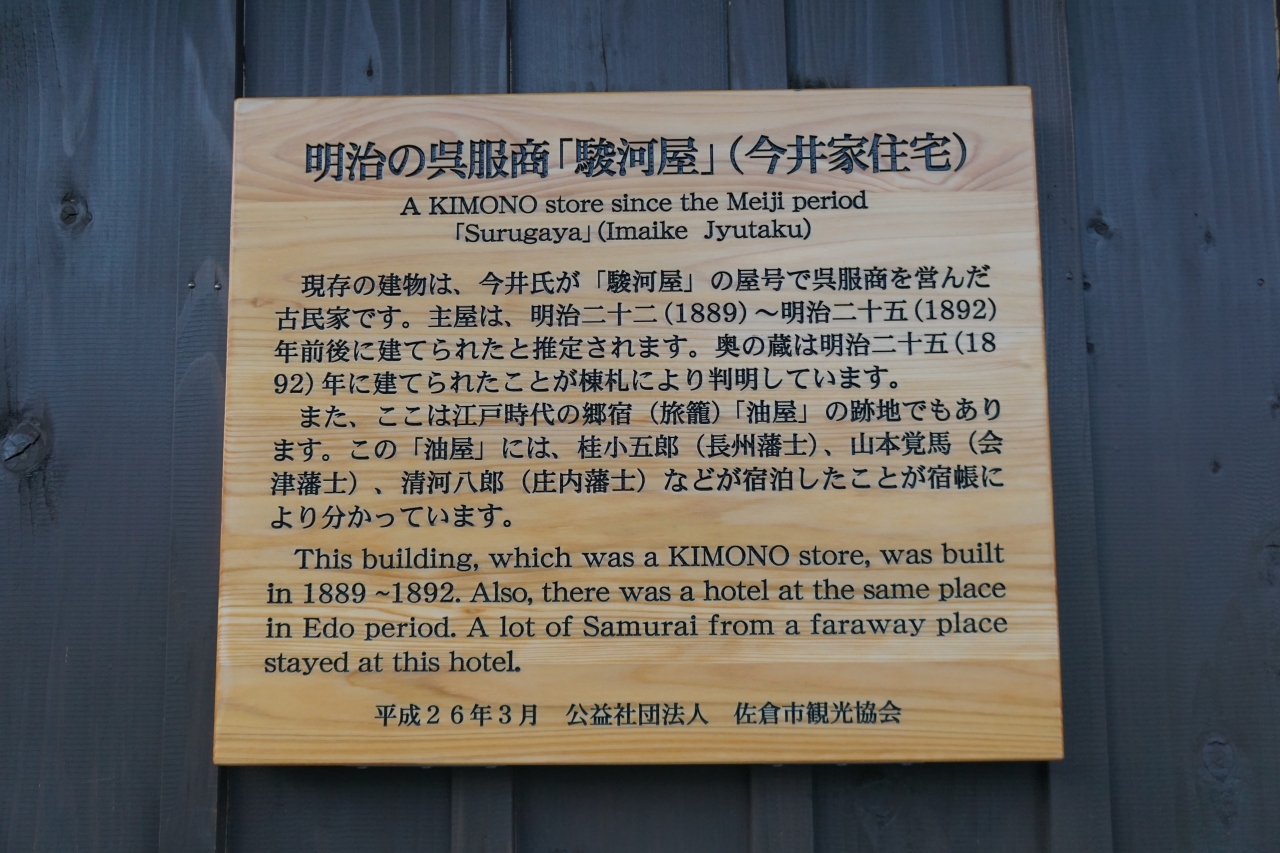 明治の呉服商「駿河屋」(今井家住宅)
A KIMONO store since the Meiji period
「Surugaya」(Imaike Jyutaku)
現存の建物は、今井氏が「駿河屋」の屋号で呉服商を営んだ
古民家です。主屋は、明治二十二(1889)～明治二十五(1892)
年前後に建てられたと推定されます。奥の蔵は明治二十五(18
92)年に建てられたことが棟札により判明しています。
また、ここは江戸時代の郷宿（旅籠）「油屋」の跡地でもあり
ます。この「油屋」には、桂小五郎（長州藩士）、山本覚馬（会
津藩士）、清河八郎（庄内藩士）などが宿泊したことが宿帳に
より分かっています。
This building, which was a KIMONO store, was built
in 1889 ~1892. Also, there was a hotel at the same place
in Edo period. A lot of Samurai from a faraway place
stayed at this hotel.
平成２６年３月　公益社団法人　佐倉市観光協会